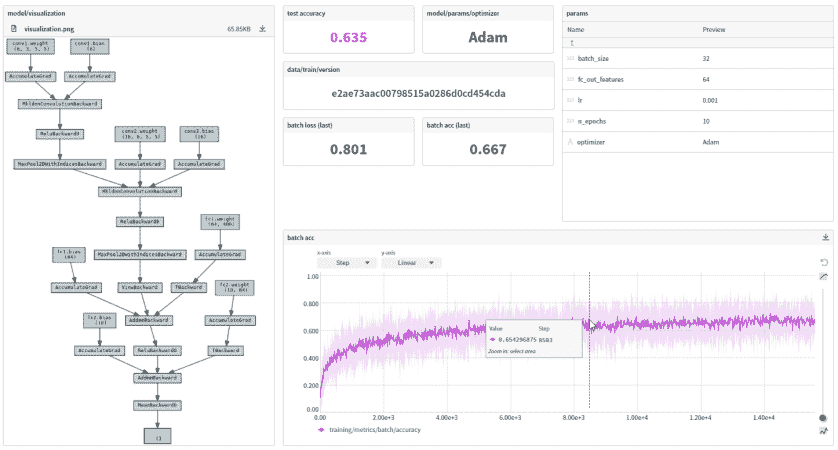 model/visualization
visualization.png 65.85KB
conv1.weight
(6, 3, 5, 5)
conv1.bias
(6)
AccumulateGrad
AccumulateGrad
MkldnnConvolutionBackward
ReluBackward0
conv2.weight
(16, 6, 5, 5)
conv2.bias
(16)
MaxPool2DWithIndicesBackward
AccumulateGrad
AccumulateGrad
MkldnnConvolutionBackward
ReluBackward0
fc1.weight
(64, 400)
fc1.bias
(64)
MaxPool2DWithIndicesBackward
AccumulateGrad
AccumulateGrad
ViewBackward
TBackward
fc2.weight
(10, 64)
fc2.bias
(10)
AddmmBackward
AccumulateGrad
AccumulateGrad
ReluBackward0
TBackward
AddmmBackward
MeanBackward0
()
test accuracy
0.635
model/params/optimizer
Adam
data/train/version
e2ae73aac00798515a0286d0cd454cda
batch loss (last)
0.801
batch acc (last)
0.667
params
Name Preview
batch_size 32
fc_out_features 64
lr 0.001
n_epochs 10
optimizer Adam
batch acc
x-axis y-axis
Step Linear
1.00
0.800
0.600
0.400
0.200
0.00
Value Step
0.654296875 8503
Zoom in: select area
0.00 2.00e+3 4.00e+3 6.00e+3 8.00e+3 1.00e+4 1.20e+4 1.40e+4
training/metrics/batch/accuracy